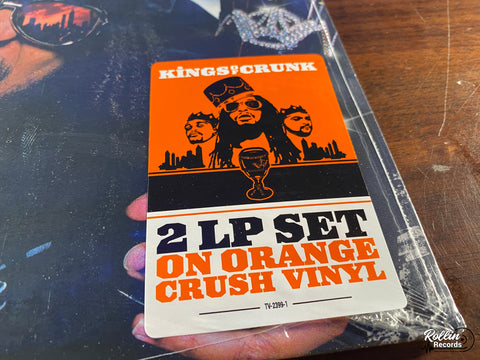 KINGS OF CRUNK
2 LP SET
ON ORANGE
CRUSH VINYL
TV-2399-1
Rollin
Records